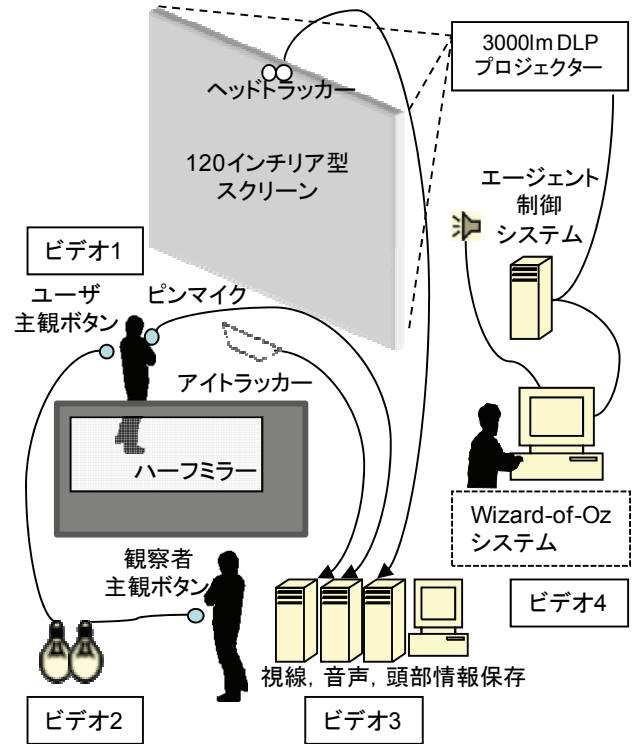 3000lm DLP
プロジェクター
ヘッドトラッカー
120インチリア型
スクリーン
エージェント
制御
システム
ビデオ1
ユーザ
主観ボタン
ピンマイク
アイトラッカー
ハーフミラー
Wizard-of-Oz
システム
観察者
主観ボタン
ビデオ4
視線，音声，頭部情報保存
ビデオ2
ビデオ3